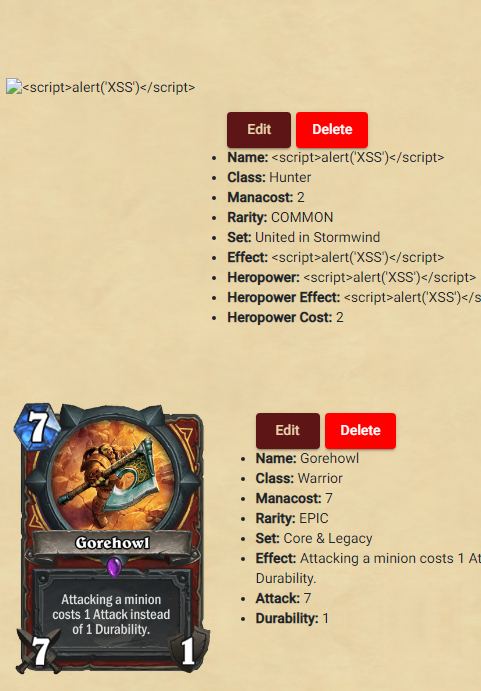 <script>alert('XSS')</script>
Edit Delete
Name: <script>alert('XSS')</script>
Class: Hunter
Manacost: 2
Rarity: COMMON
Set: United in Stormwind
Effect: <script>alert('XSS')</script>
Heropower: <script>alert('XSS')</script>
Heropower Effect: <script>alert('XSS')</s
Heropower Cost: 2
7
Gorehowl
Attacking a minion
costs 1 Attack instead
of 1 Durability.
7 1
Edit Delete
Name: Gorehowl
Class: Warrior
Manacost: 7
Rarity: EPIC
Set: Core & Legacy
Effect: Attacking a minion costs 1 At
Durability.
Attack: 7
Durability: 1